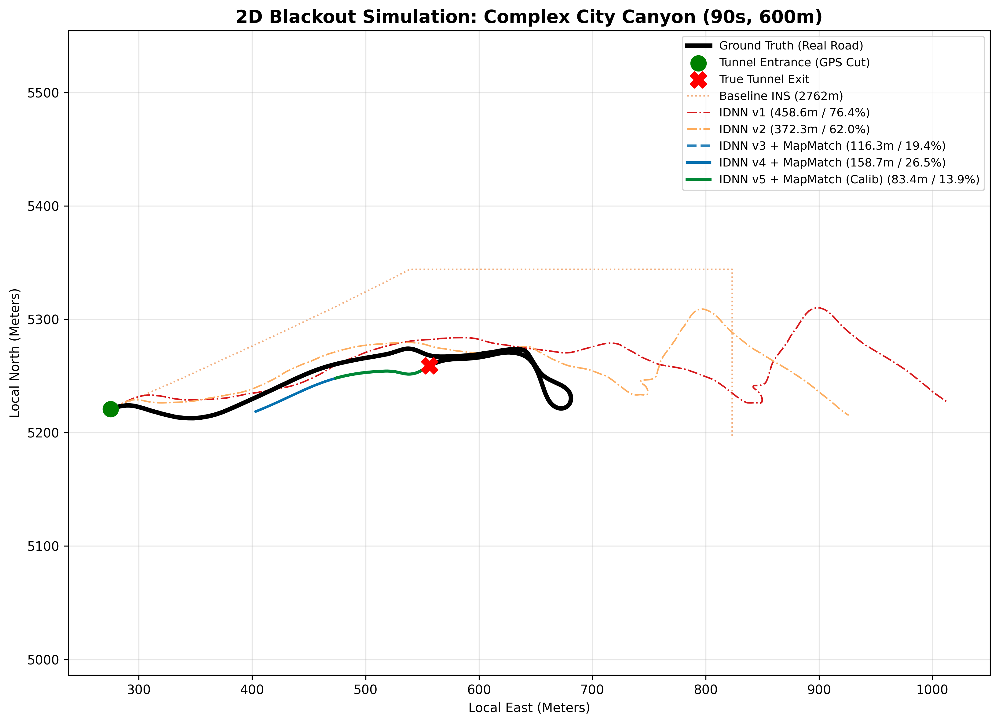 2D Blackout Simulation: Complex City Canyon (90s, 600m)
Ground Truth (Real Road)
Tunnel Entrance (GPS Cut)
True Tunnel Exit
Baseline INS (2762m)
IDNN v1 (458.6m / 76.4%)
IDNN v2 (372.3m / 62.0%)
IDNN v3 + MapMatch (116.3m / 19.4%)
IDNN v4 + MapMatch (158.7m / 26.5%)
IDNN v5 + MapMatch (Calib) (83.4m / 13.9%)
Local North (Meters)
5500
5400
5300
5200
5100
5000
300 400 500 600 700 800 900 1000
Local East (Meters)